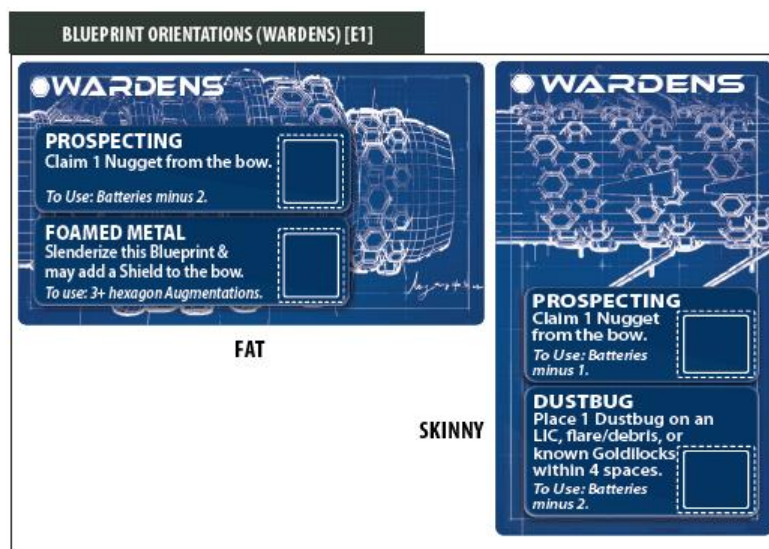 BLUEPRINT ORIENTATIONS (WARDENS) [E1]
WARDENS
PROSPECTING
Claim 1 Nugget from the bow.
To Use: Batteries minus 2.
FOAMED METAL
Slenderize this Blueprint &
may add a Shield to the bow.
To use: 3+ hexagon Augmentations.
FAT
WARDENS
PROSPECTING
Claim 1 Nugget
from the bow.
To Use: Batteries
minus 1.
DUSTBUG
Place 1 Dustbug on an
LIC, flare/debris, or
known Goldilocks
within 4 spaces.
To Use: Batteries
minus 2.
SKINNY